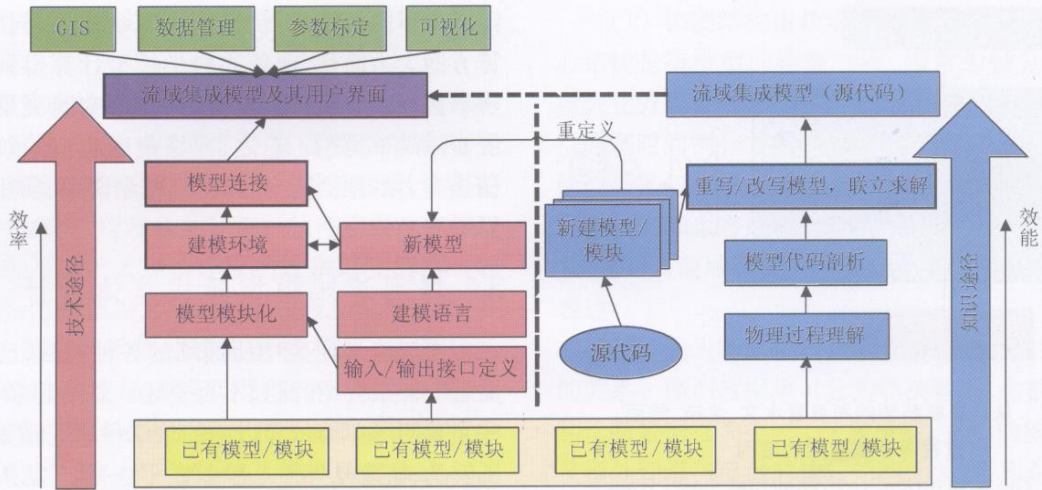 GIS
数据管理
参数标定
可视化
流域集成模型及其用户界面
流域集成模型（源代码）
重定义
模型连接
重写/改写模型，联立求解
效率
技术途径
建模环境
新模型
新建模型/
模块
模型代码剖析
效能
知识途径
模型模块化
建模语言
源代码
物理过程理解
输入/输出接口定义
已有模型/模块
已有模型/模块
已有模型/模块
已有模型/模块